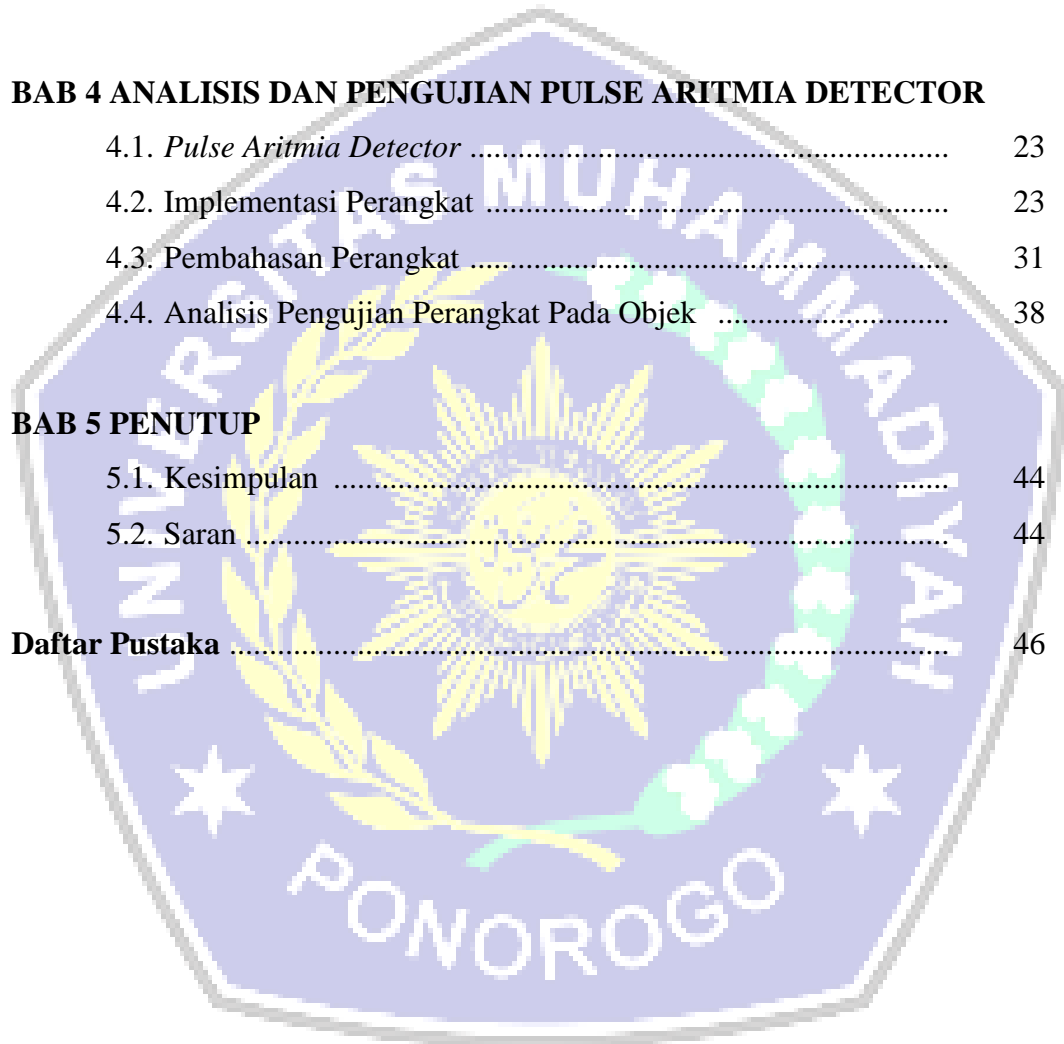 BAB 4 ANALISIS DAN PENGUJIAN PULSE ARITMIA DETECTOR
4.1. Pulse Aritmia Detector ............................................................ 23
4.2. Implementasi Perangkat .......................................................... 23
4.3. Pembahasan Perangkat ............................................................ 31
4.4. Analisis Pengujian Perangkat Pada Objek ............................. 38
BAB 5 PENUTUP
5.1. Kesimpulan ............................................................................. 44
5.2. Saran ........................................................................................ 44
Daftar Pustaka .......................................................................................... 46
UNIVERSITAS MUHAMMADIYAH
PONOROGO